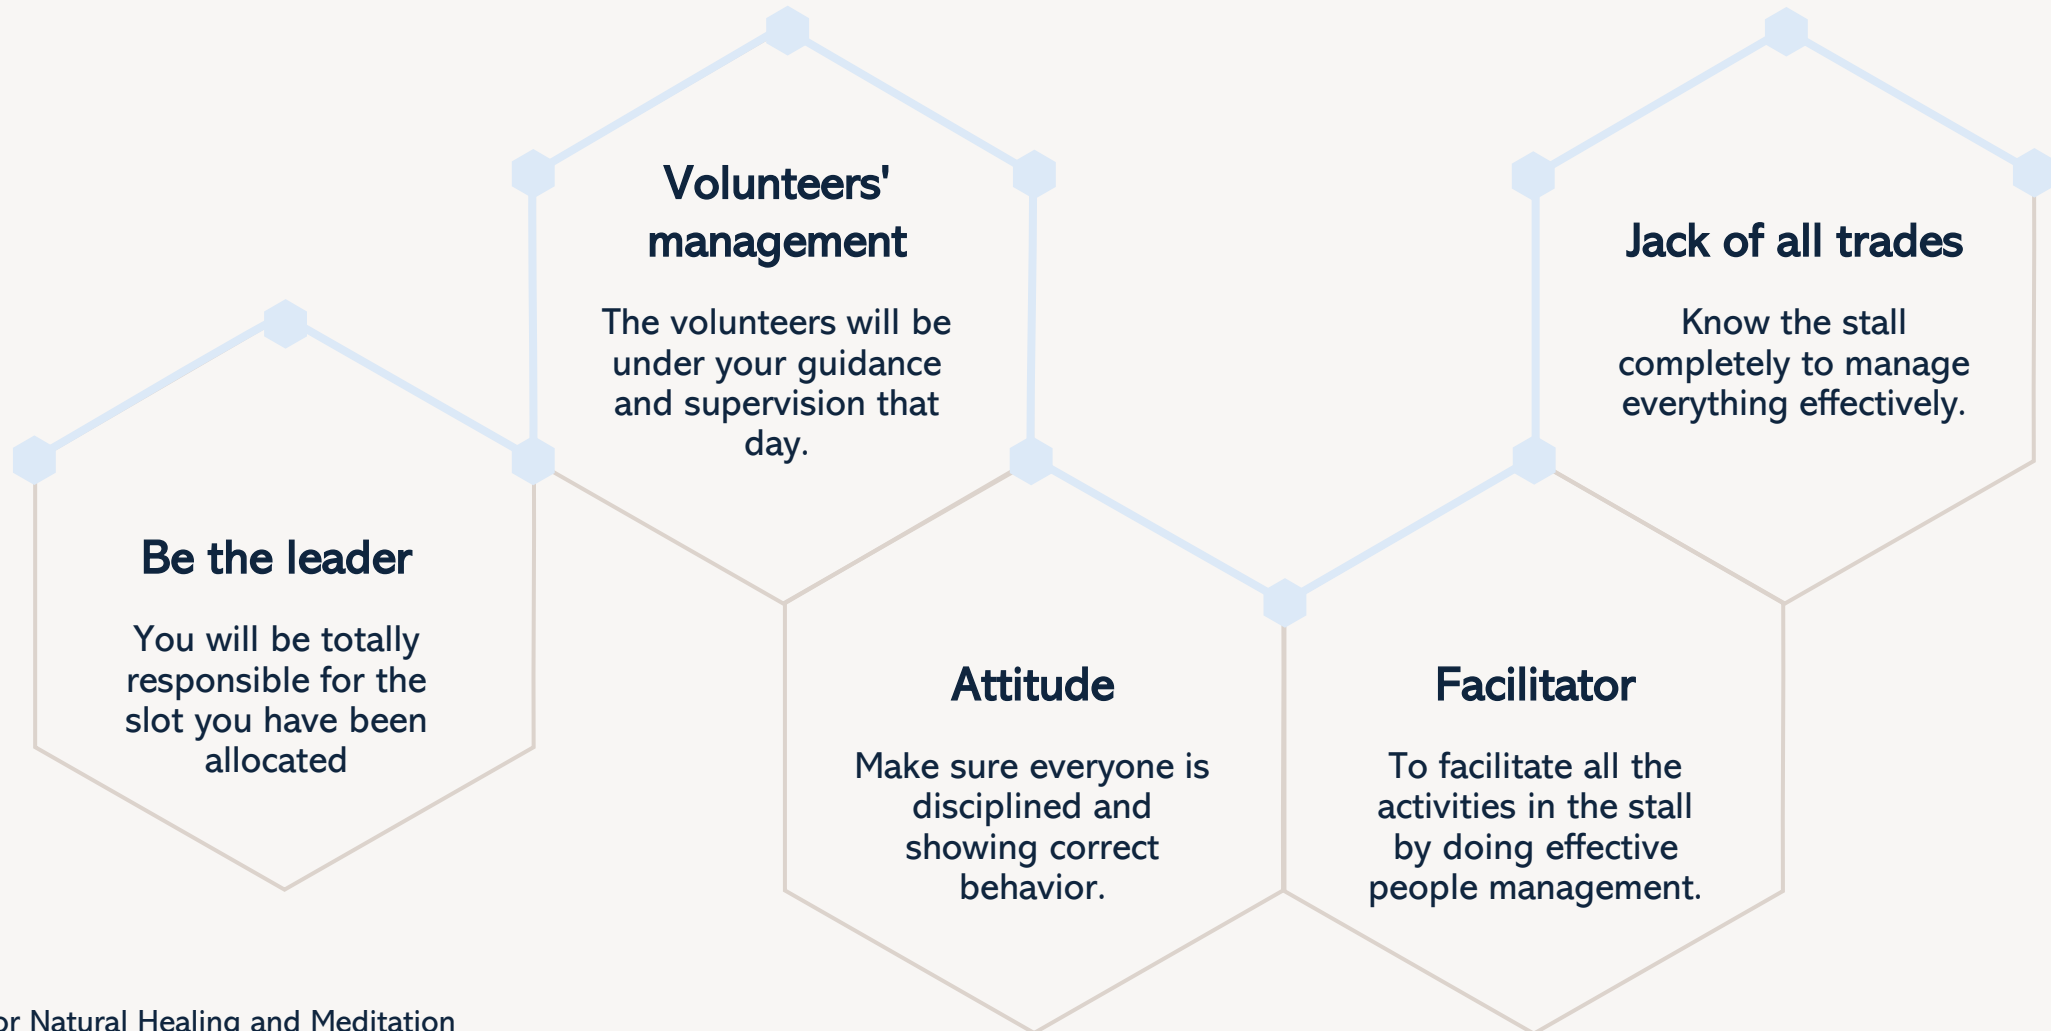 Be the leader
You will be totally
responsible for the
slot you have been
allocated
Volunteers'
management
The volunteers will be
under your guidance
and supervision that
day.
Attitude
Make sure everyone is
disciplined and
showing correct
behavior.
Facilitator
To facilitate all the
activities in the stall
by doing effective
people management.
Jack of all trades
Know the stall
completely to manage
everything effectively.
Natural Healing and Meditation